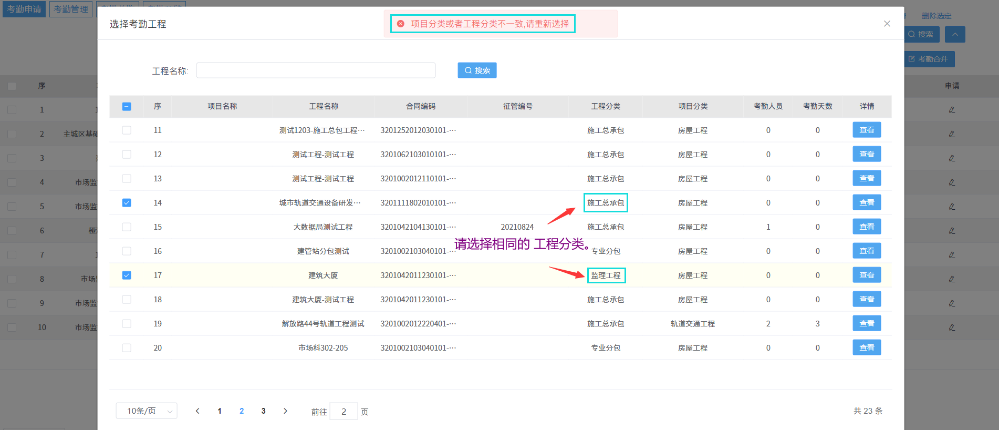 考勤申请 考勤管理
选择考勤工程
项目分类或者工程分类不一致,请重新选择
删除选定
搜索
考勤合并
工程名称: 搜索
序 申请
1
2 主城区基础
3
4 市场监
5 市场监
6
7
8 市场
9 市场监
10 市场监
序 项目名称 工程名称 合同编码 征管编号 工程分类 项目分类 考勤人员 考勤天数 详情
11 测试1203-施工总包工程··· 3201252012030101-··· 施工总承包 房屋工程 0 0 查看
12 测试工程-测试工程 3201062103010101-··· 施工总承包 房屋工程 0 0 查看
13 测试工程-测试工程 3201002012110101-··· 施工总承包 房屋工程 0 0 查看
14 城市轨道交通设备研发··· 3201111802010101-··· 施工总承包 房屋工程 0 0 查看
15 大数据局测试工程 3201042104130101-··· 20210824 施工总承包 房屋工程 1 0 查看
请选择相同的 工程分类。
16 建管站分包测试 3201002103040101-··· 专业分包 房屋工程 0 0 查看
17 建筑大厦 3201042011230101-··· 监理工程 房屋工程 0 0 查看
18 建筑大厦-测试工程 3201042011230101-··· 施工总承包 房屋工程 0 0 查看
19 解放路44号轨道工程测试 3201002012220401-··· 施工总承包 轨道交通工程 2 3 查看
20 市场科302-205 3201002103040101-··· 专业分包 房屋工程 0 0 查看
10条/页 1 2 3 前往 2 页 共 23 条